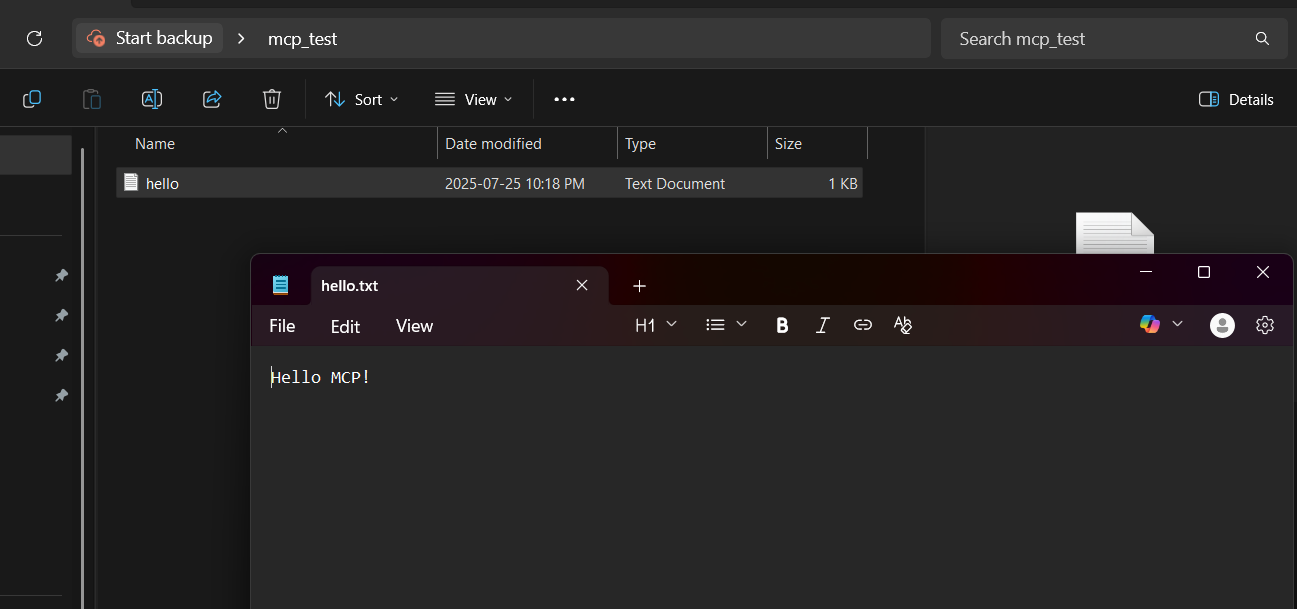 Start backup > mcp_test
Search mcp_test
Sort
View
Details
Name Date modified Type Size
hello 2025-07-25 10:18 PM Text Document 1 KB
hello.txt
File Edit View H1 B I
Hello MCP!